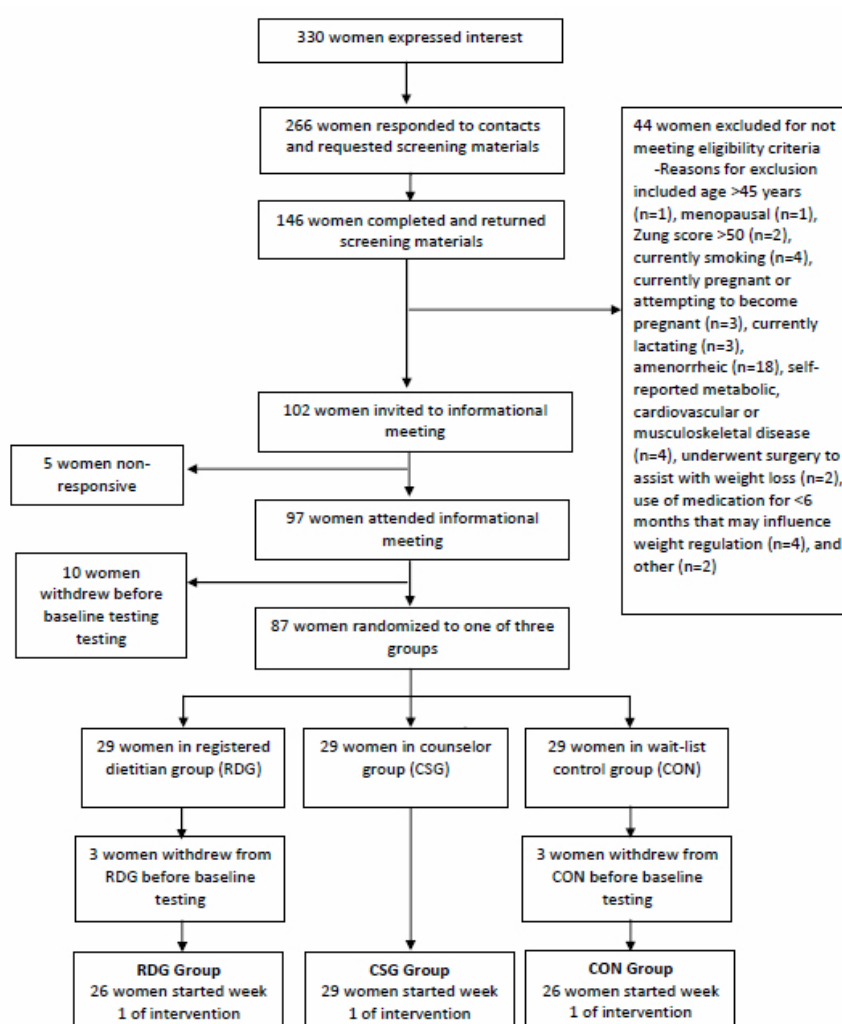 330 women expressed interest
266 women responded to contacts
and requested screening materials
44 women excluded for not
meeting eligibility criteria
-Reasons for exclusion
included age >45 years
(n=1), menopausal (n=1),
Zung score >50 (n=2),
currently smoking (n=4),
currently pregnant or
attempting to become
pregnant (n=3), currently
lactating (n=3),
amenorrheic (n=18), self-
reported metabolic,
cardiovascular or
musculoskeletal disease
(n=4), underwent surgery to
assist with weight loss (n=2),
use of medication for <6
months that may influence
weight regulation (n=4), and
other (n=2)
146 women completed and returned
screening materials
102 women invited to informational
meeting
5 women non-
responsive
97 women attended informational
meeting
10 women
withdrew before
baseline testing
testing
87 women randomized to one of three
groups
29 women in registered
dietitian group (RDG)
29 women in counselor
group (CSG)
29 women in wait-list
control group (CON)
3 women withdrew from
RDG before baseline
testing
3 women withdrew from
CON before baseline
testing
RDG Group
26 women started week
1 of intervention
CSG Group
29 women started week
1 of intervention
CON Group
26 women started week
1 of intervention